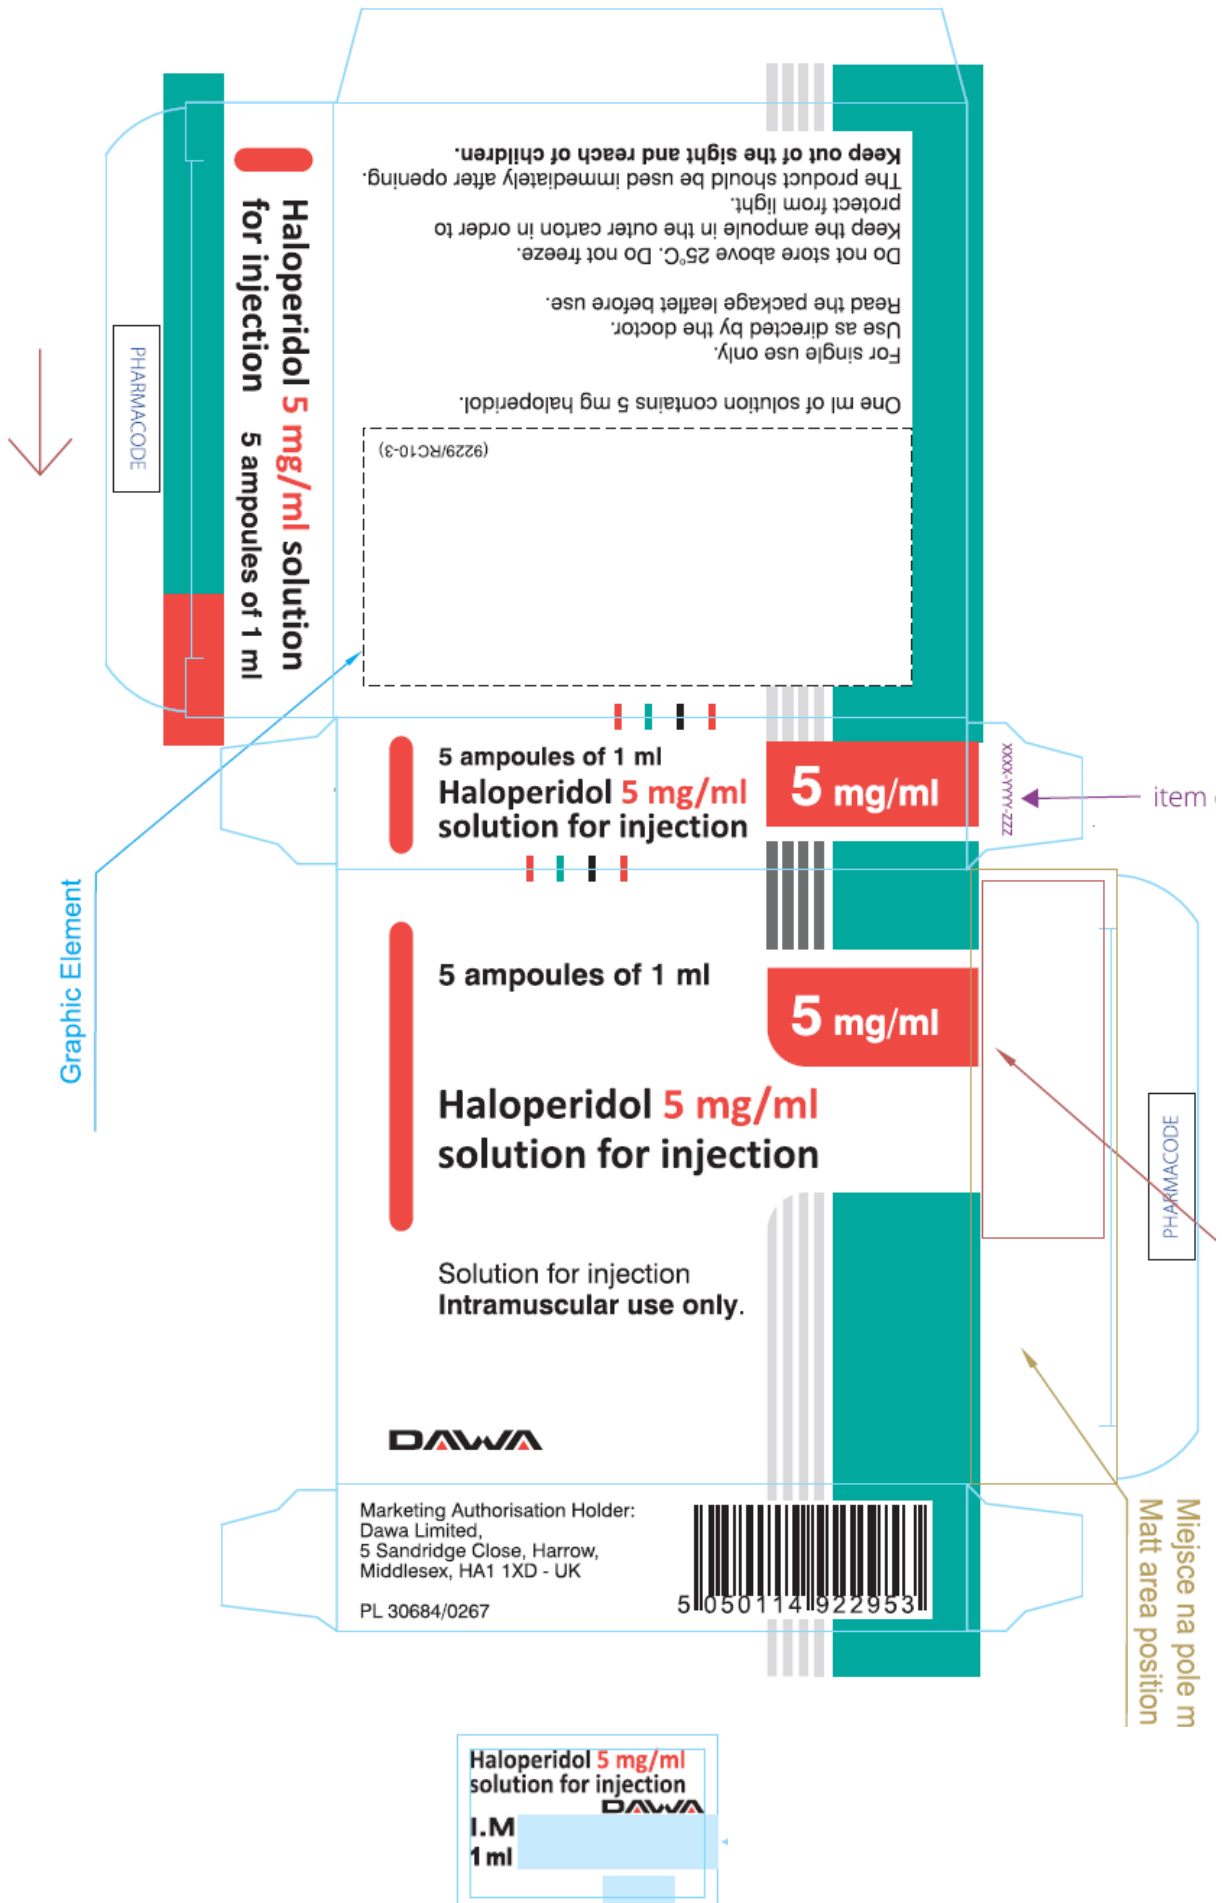 Keep out of the sight and reach of children.
The product should be used immediately after opening.
protect from light.
Keep the ampoule in the outer carton in order to
Do not store above 25°C. Do not freeze.
Read the package leaflet before use.
Use as directed by the doctor.
For single use only.
One ml of solution contains 5 mg haloperidol.
(9229/RC10-3)
Haloperidol 5 mg/ml solution
for injection 5 ampoules of 1 ml
PHARMACODE
5 ampoules of 1 ml
Haloperidol 5 mg/ml
solution for injection
5 mg/ml
XXXX-YYYY-ZZZ
item
Graphic Element
5 ampoules of 1 ml
5 mg/ml
Haloperidol 5 mg/ml
solution for injection
Solution for injection
Intramuscular use only.
DAWA
PHARMACODE
Miejsce na pole m
Matt area position
Marketing Authorisation Holder:
Dawa Limited,
5 Sandridge Close, Harrow,
Middlesex, HA1 1XD - UK
PL 30684/0267
5 050114 922953
Haloperidol 5 mg/ml
solution for injection
DAWA
I.M
1 ml